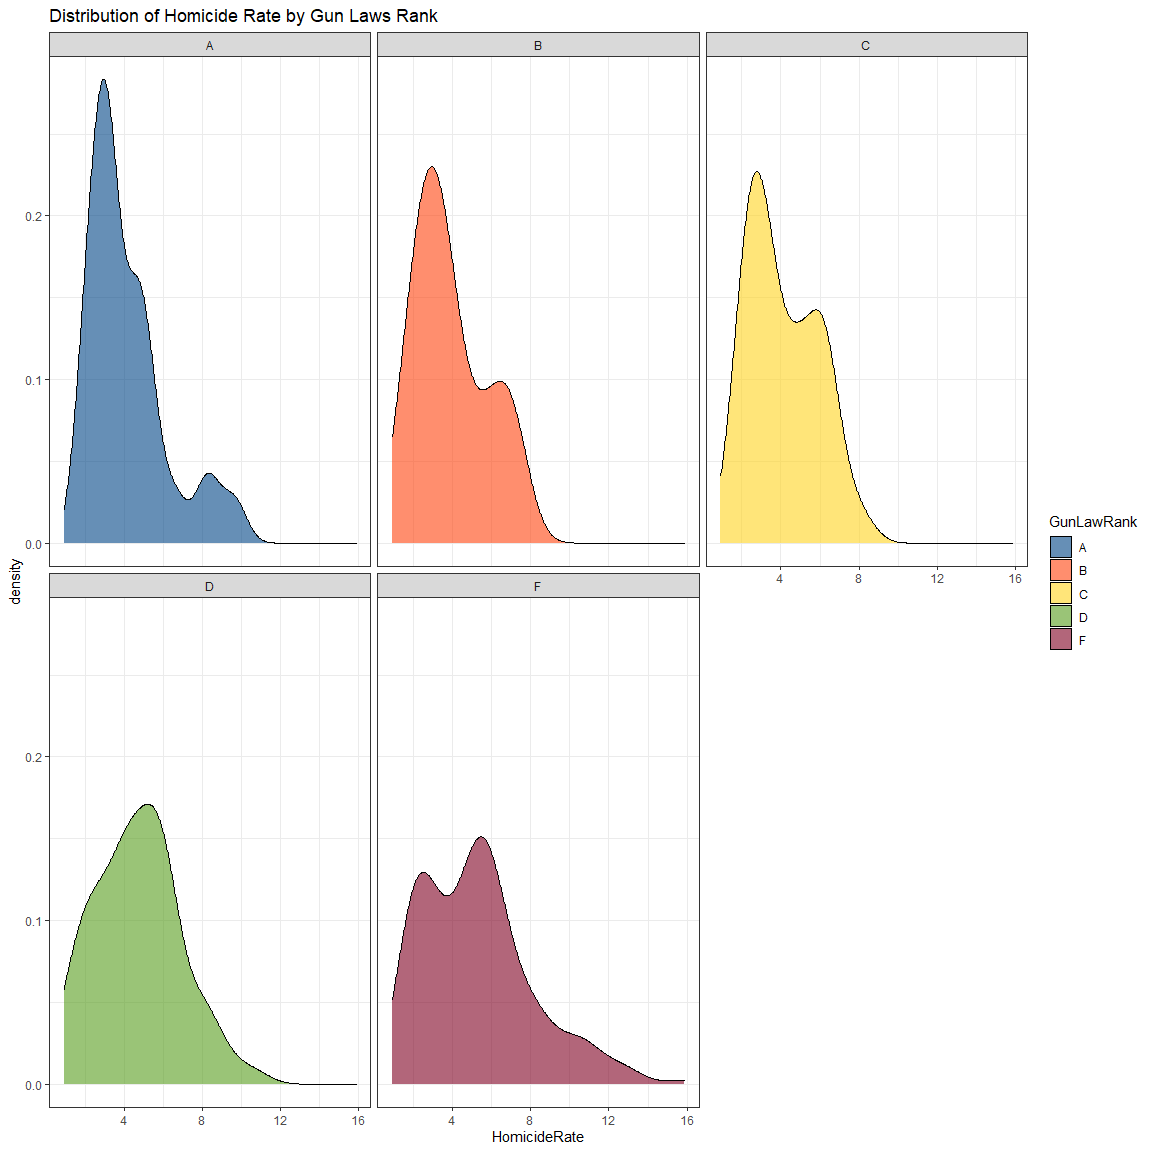 Distribution of Homicide Rate by Gun Laws Rank
A B C
0.2
0.1
0.0
4 8 12 16
density
D F
0.2
0.1
0.0
4 8 12 16 4 8 12 16
HomicideRate
GunLawRank
A
B
C
D
F